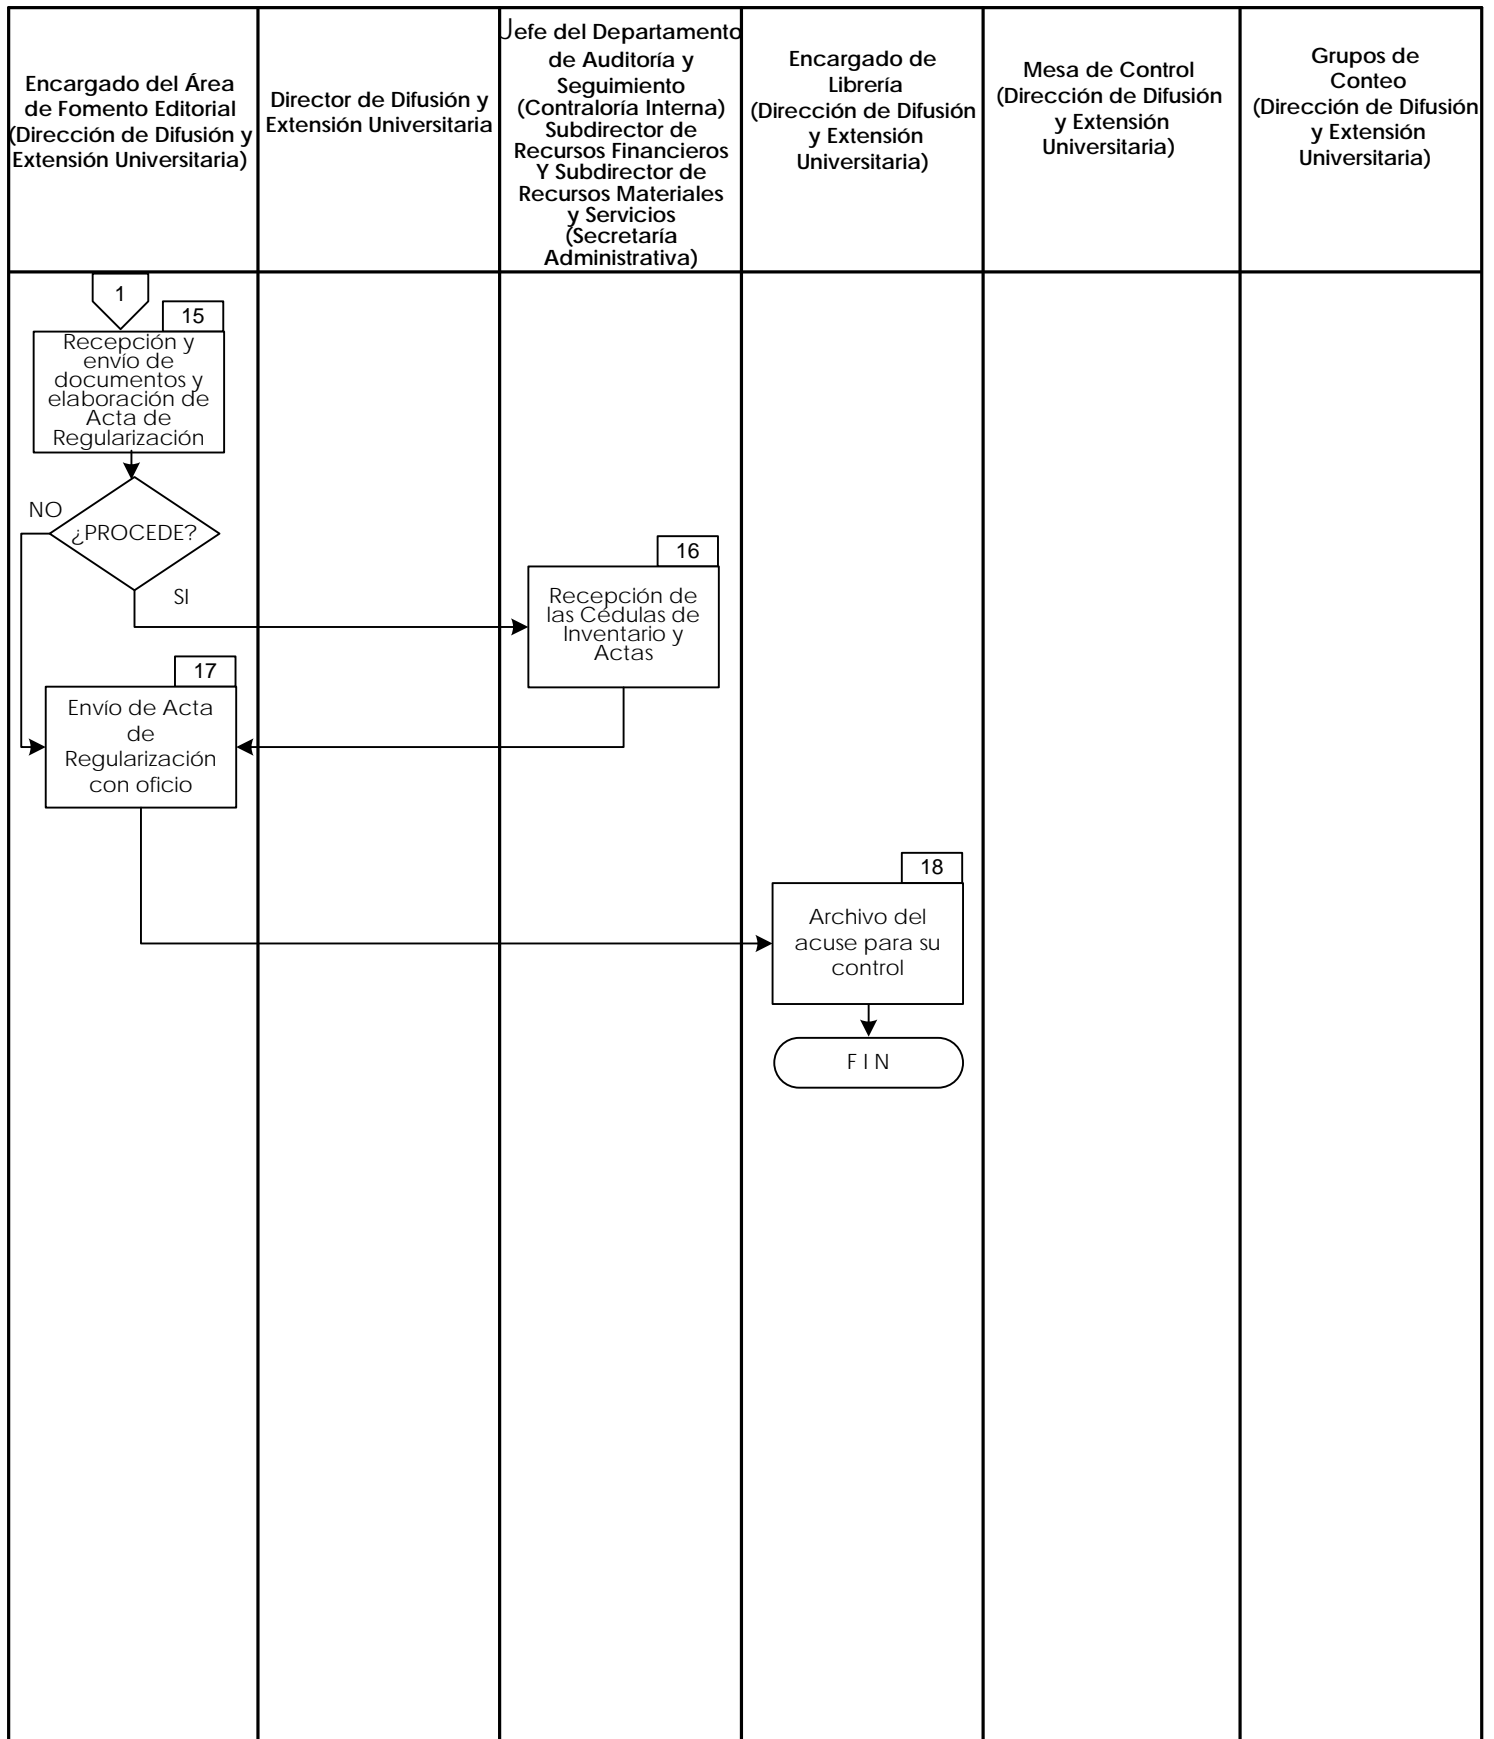 Encargado del Área
de Fomento Editorial
(Dirección de Difusión y
Extensión Universitaria)
Director de Difusión y
Extensión Universitaria
Jefe del Departamento
de Auditoría y
Seguimiento
(Contraloría Interna)
Subdirector de
Recursos Financieros
Y Subdirector de
Recursos Materiales
y Servicios
(Secretaría
Administrativa)
Encargado de
Librería
(Dirección de Difusión
y Extensión
Universitaria)
Mesa de Control
(Dirección de Difusión
y Extensión
Universitaria)
Grupos de
Conteo
(Dirección de Difusión
y Extensión
Universitaria)
1
15
Recepción y
envío de
documentos y
elaboración de
Acta de
Regularización
NO
¿PROCEDE?
SI
16
Recepción de
las Cédulas de
Inventario y
Actas
17
Envío de Acta
de
Regularización
con oficio
18
Archivo del
acuse para su
control
F I N